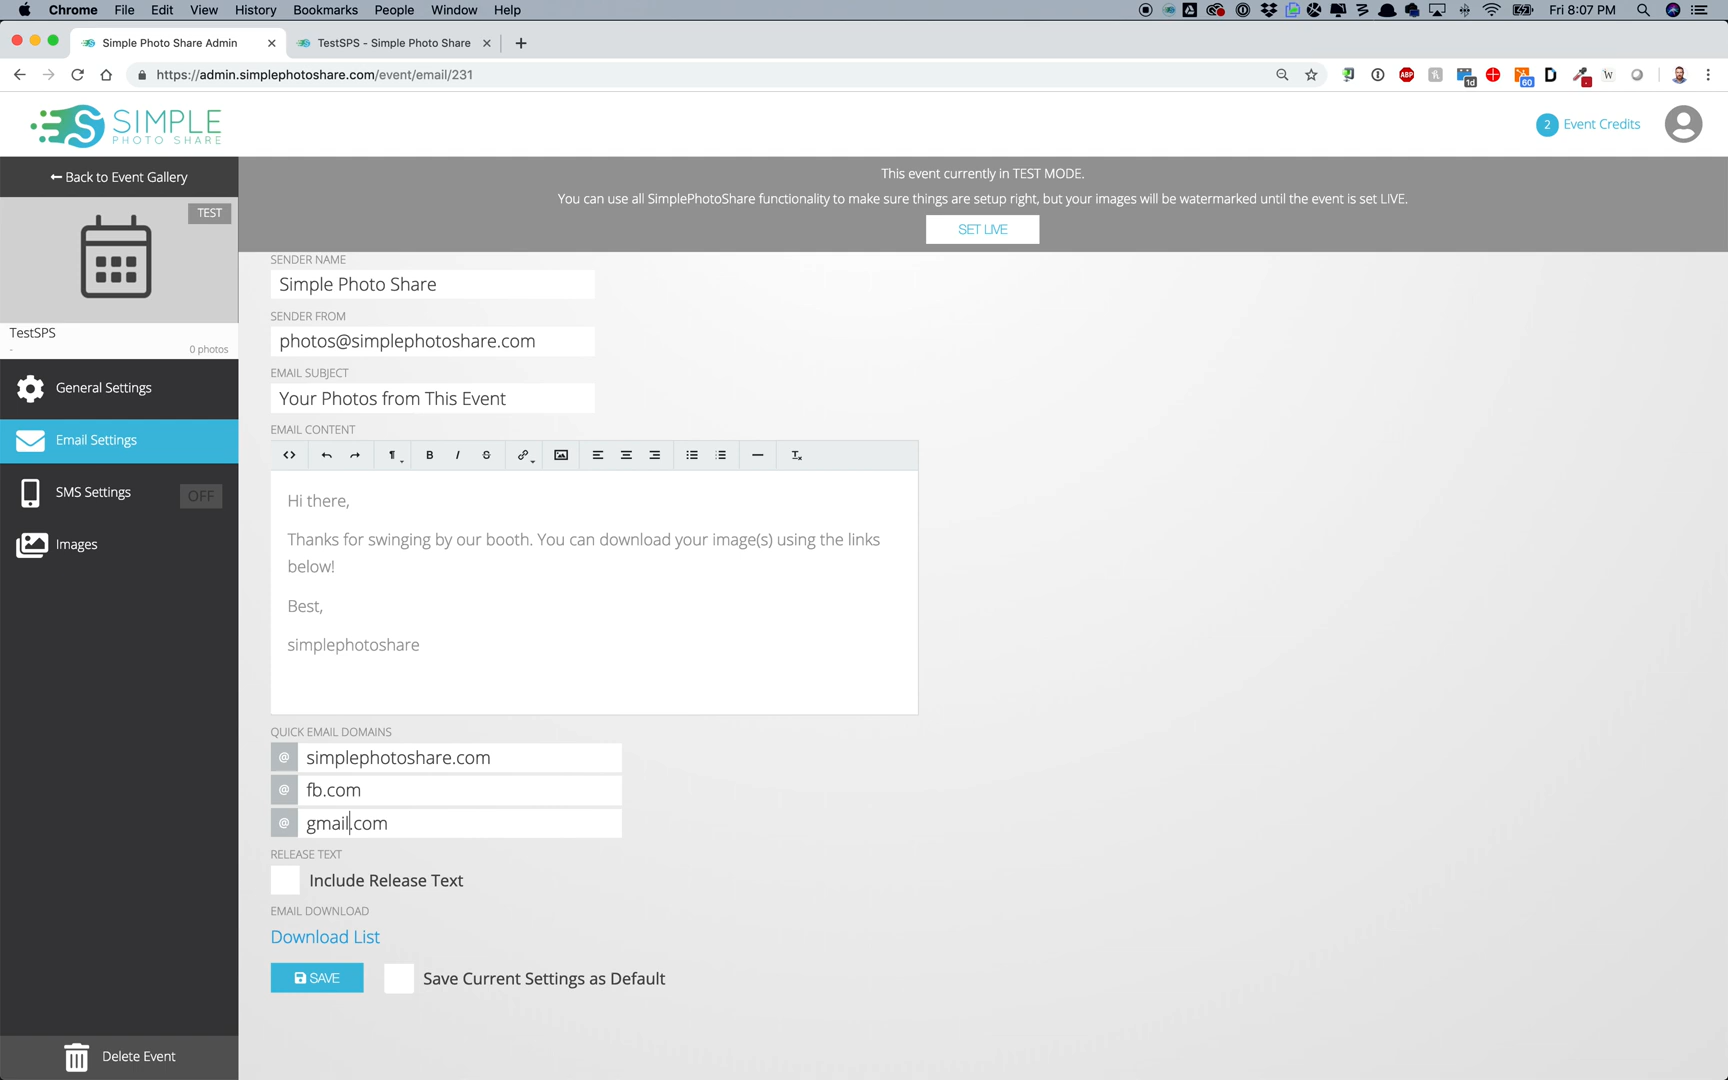 Chrome File Edit View History Bookmarks People Window Help Fri 8:07 PM
Simple Photo Share Admin TestSPS - Simple Photo Share
https://admin.simplephotoshare.com/event/email/231
ABP 1d 60 D W
SIMPLE
PHOTO SHARE
2 Event Credits
Back to Event Gallery
This event currently in TEST MODE.
You can use all SimplePhotoShare functionality to make sure things are setup right, but your images will be watermarked until the event is set LIVE.
SET LIVE
TEST
TestSPS
-
0 photos
General Settings
Email Settings
SMS Settings OFF
Images
Delete Event
SENDER NAME
Simple Photo Share
SENDER FROM
photos@simplephotoshare.com
EMAIL SUBJECT
Your Photos from This Event
EMAIL CONTENT
Hi there,
Thanks for swinging by our booth. You can download your image(s) using the links
below!
Best,
simplephotoshare
QUICK EMAIL DOMAINS
@ simplephotoshare.com
@ fb.com
@ gmail.com
RELEASE TEXT
Include Release Text
EMAIL DOWNLOAD
Download List
SAVE Save Current Settings as Default